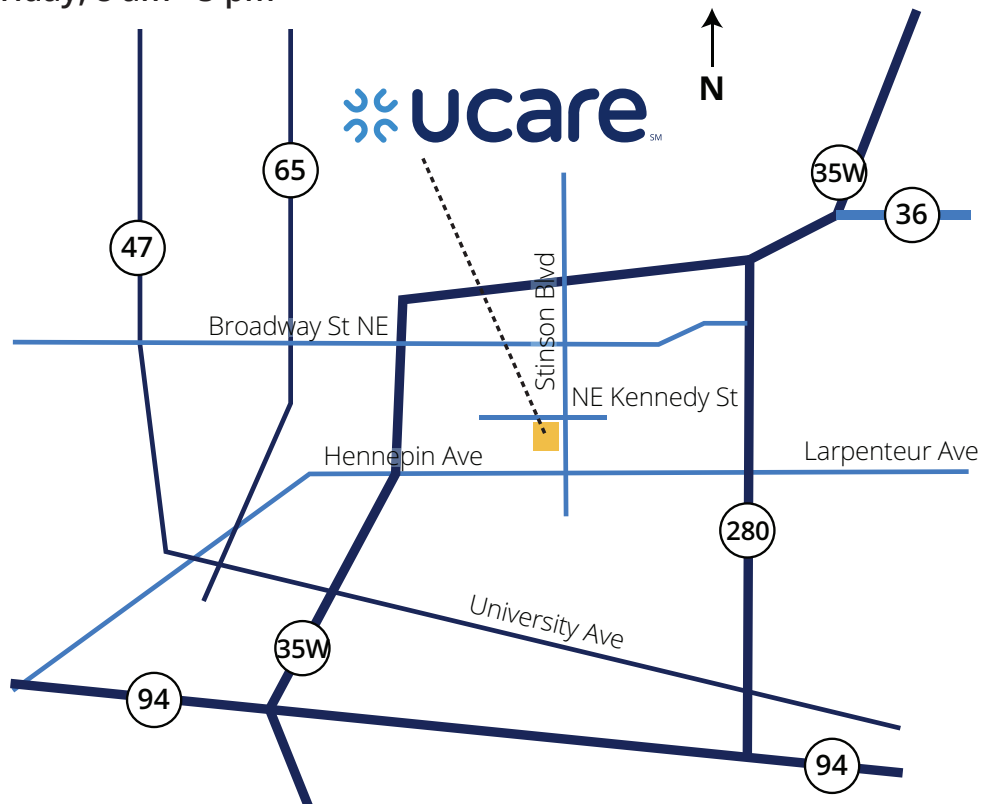 N
ucare SM
35W
65
36
47
Stinson Blvd
Broadway St NE
NE Kennedy St
Hennepin Ave
Larpenteur Ave
280
University Ave
35W
94
94